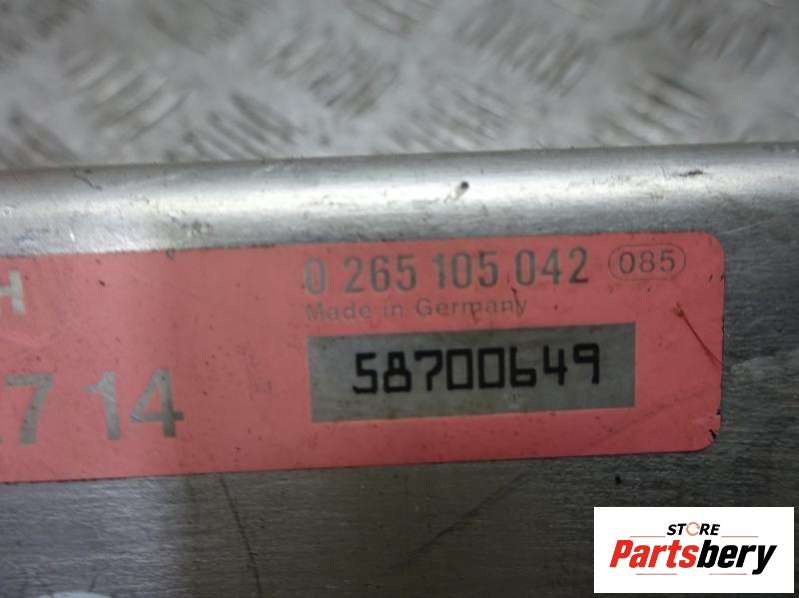 H
0 265 105 042 085
Made in Germany
58700649
7 14
STORE
Partsbery